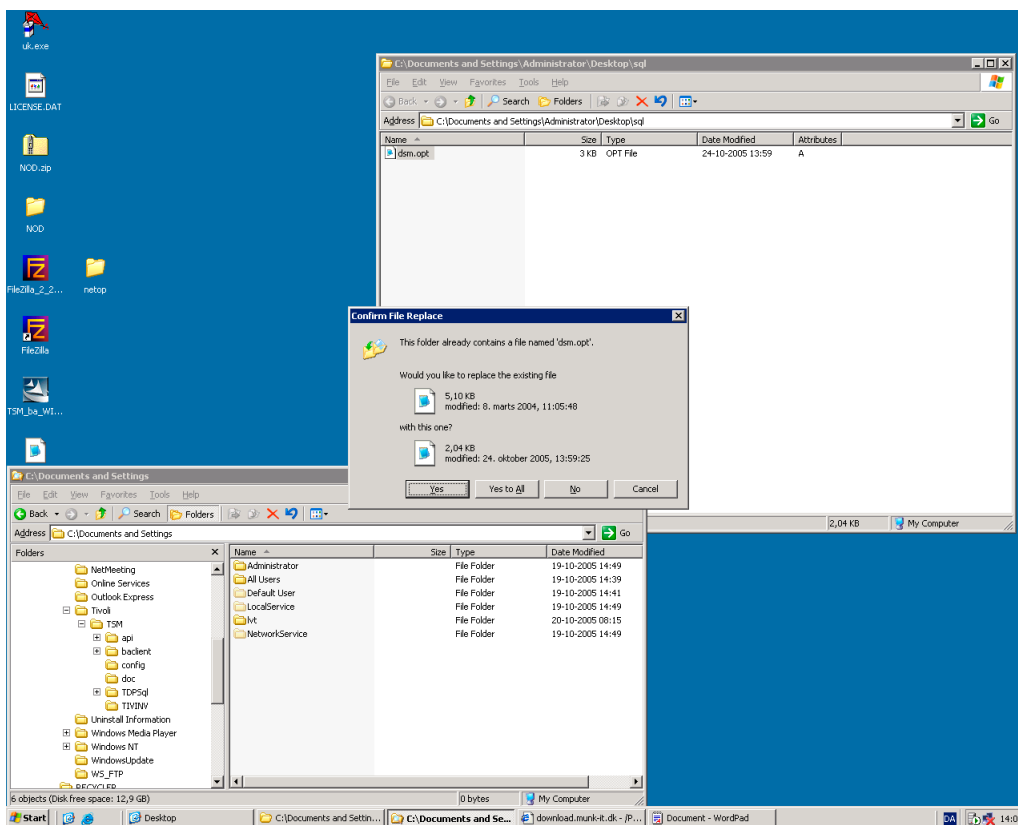 uk.exe
LICENSE.DAT
NOD.zip
NOD
FileZilla_2_2...
netop
FileZilla
TSM_ba_WI...
C:\Documents and Settings\Administrator\Desktop\sql
File Edit View Favorites Tools Help
Back Search Folders
Address C:\Documents and Settings\Administrator\Desktop\sql Go
Name Size Type Date Modified Attributes
dsm.opt 3 KB OPT File 24-10-2005 13:59 A
2,04 KB My Computer
Confirm File Replace
This folder already contains a file named 'dsm.opt'.
Would you like to replace the existing file
5,10 KB
modified: 8. marts 2004, 11:05:48
with this one?
2,04 KB
modified: 24. oktober 2005, 13:59:25
Yes Yes to All No Cancel
C:\Documents and Settings
File Edit View Favorites Tools Help
Back Search Folders
Address C:\Documents and Settings Go
Folders
NetMeeting
Online Services
Outlook Express
Tivoli
TSM
api
baclient
config
doc
TDPSql
TIVINV
Uninstall Information
Windows Media Player
Windows NT
WindowsUpdate
WS_FTP
RECYCLER
Name Size Type Date Modified
Administrator File Folder 19-10-2005 14:49
All Users File Folder 19-10-2005 14:39
Default User File Folder 19-10-2005 14:41
LocalService File Folder 19-10-2005 14:49
lvt File Folder 20-10-2005 08:15
NetworkService File Folder 19-10-2005 14:49
6 objects (Disk free space: 12,9 GB) 0 bytes My Computer
Start Desktop C:\Documents and Settin... C:\Documents and Se... download.munk-it.dk - /P... Document - WordPad DA 14:0